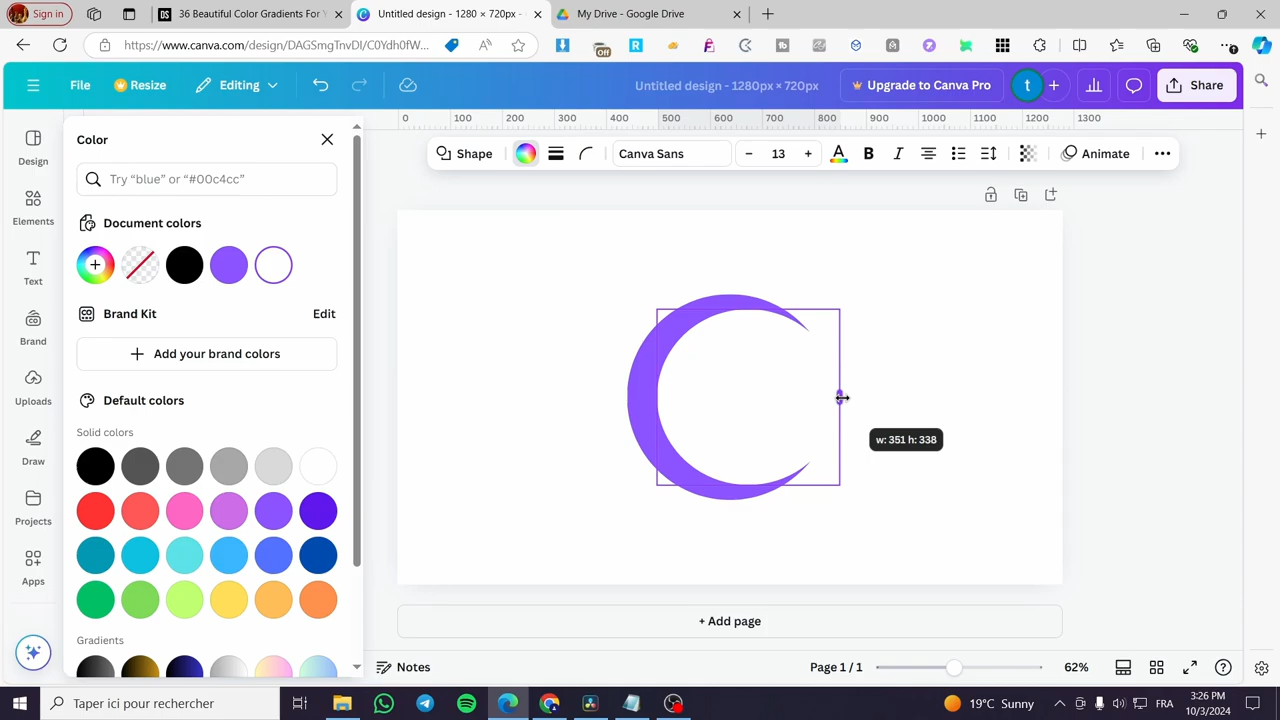 Sign in
36 Beautiful Color Gradients For Y
Untitled design - 1280 × 720px -
My Drive - Google Drive
https://www.canva.com/design/DAGSmgTnvDI/C0Ydh0fW...
Off
File
Resize
Editing
Untitled design - 1280px × 720px
Upgrade to Canva Pro
t
Share
0 100 200 300 400 500 600 700 800 900 1000 1100 1200 1300
Shape
Canva Sans
– 13 +
A
B
I
Animate
Design
Elements
Text
Brand
Uploads
Draw
Projects
Apps
Color
Try “blue” or “#00c4cc”
Document colors
Brand Kit
Edit
Add your brand colors
Default colors
Solid colors
Gradients
w: 351 h: 338
+ Add page
Notes
Page 1 / 1
62%
Taper ici pour rechercher
19°C Sunny
FRA
3:26 PM
10/3/2024